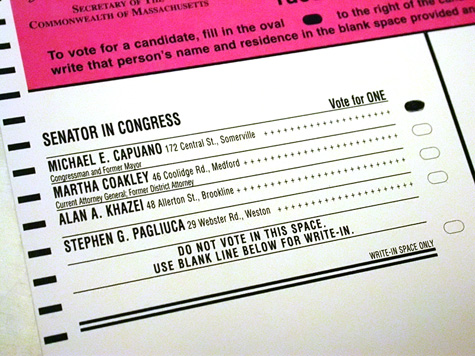 SECRETARY OF THE
COMMONWEALTH OF MASSACHUSETTS
To vote for a candidate, fill in the oval to the right of the
write that person's name and residence in the blank space provided
SENATOR IN CONGRESS Vote for ONE
MICHAEL E. CAPUANO 172 Central St., Somerville
Congressman and Former Mayor
MARTHA COAKLEY 46 Coolidge Rd., Medford
Current Attorney General; Former District Attorney
ALAN A. KHAZEI 48 Allerton St., Brookline
STEPHEN G. PAGLIUCA 29 Webster Rd., Weston
DO NOT VOTE IN THIS SPACE.
USE BLANK LINE BELOW FOR WRITE-IN.
WRITE-IN SPACE ONLY